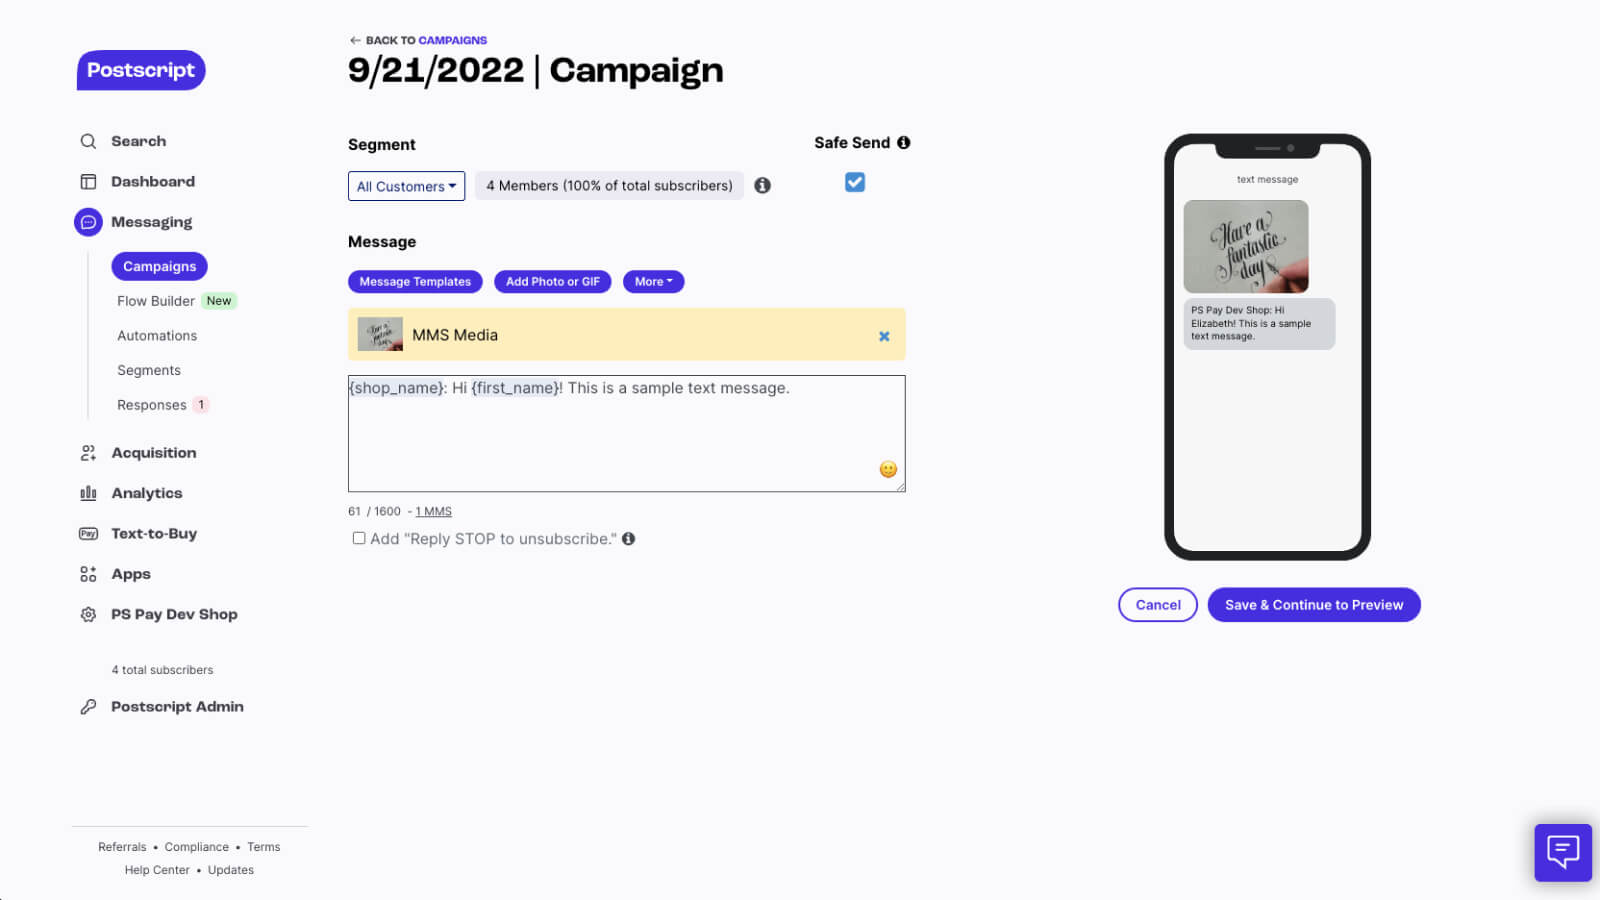 BACK TO CAMPAIGNS
9/21/2022 | Campaign
Postscript
Search
Dashboard
Messaging
Campaigns
Flow Builder New
Automations
Segments
Responses 1
Acquisition
Analytics
Pay Text-to-Buy
Apps
PS Pay Dev Shop
4 total subscribers
Postscript Admin
Referrals • Compliance • Terms
Help Center • Updates
Segment
Safe Send
All Customers
4 Members (100% of total subscribers)
Message
Message Templates
Add Photo or GIF
More
MMS Media
{shop_name}: Hi {first_name}! This is a sample text message.
61 / 1600 - 1 MMS
Add "Reply STOP to unsubscribe."
text message
Have a
fantastic
day
PS Pay Dev Shop: Hi
Elizabeth! This is a sample
text message.
Cancel
Save & Continue to Preview